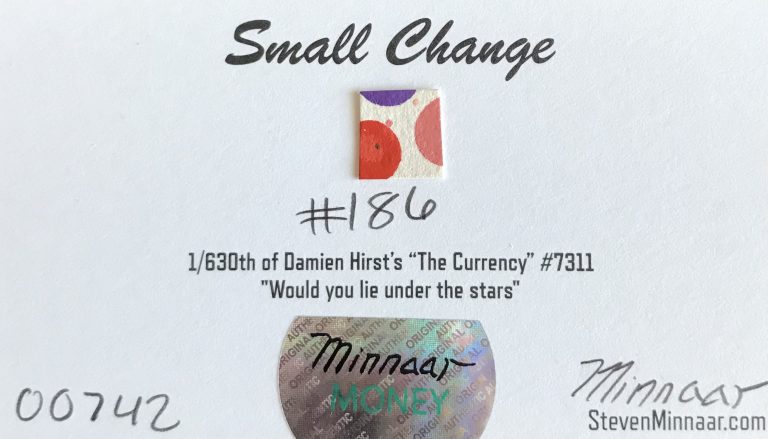 Small Change
#186
1/630th of Damien Hirst's “The Currency” #7311
"Would you lie under the stars"
Minnaar
MONEY
00742
Minnaar
StevenMinnaar.com